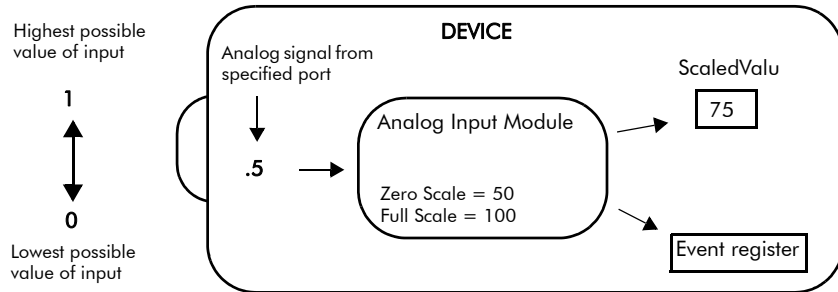 Highest possible
value of input
1
0
Lowest possible
value of input
DEVICE
Analog signal from
specified port
.5
Analog Input Module
Zero Scale = 50
Full Scale = 100
ScaledValu
75
Event register